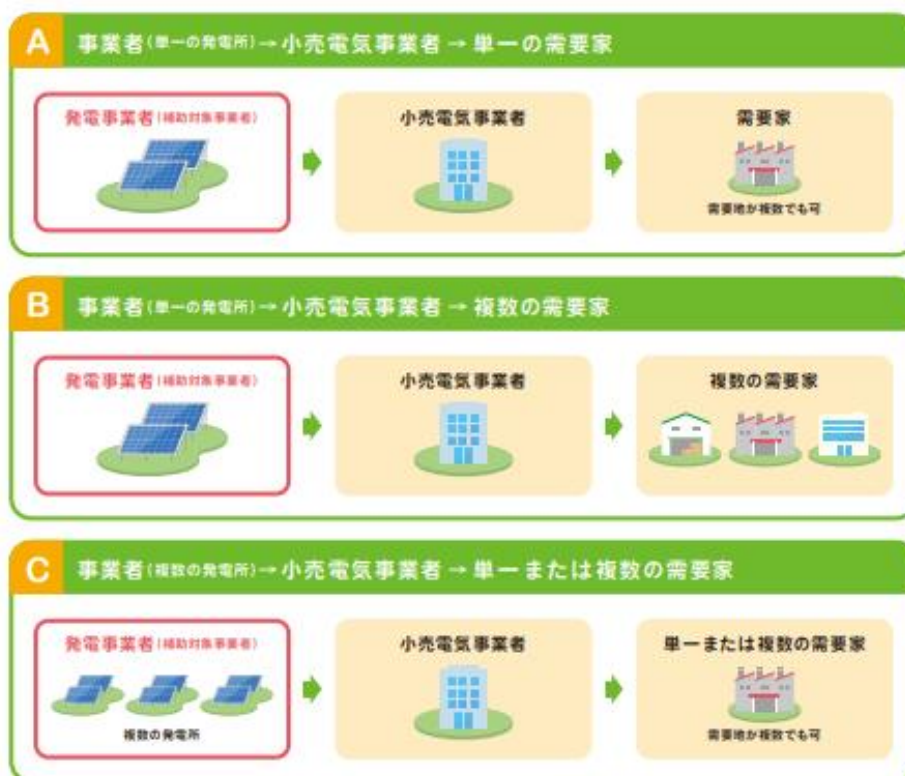 A 事業者(単一の発電所)→小売電気事業者→単一の需要家
発電事業者(補助対象事業者)
小売電気事業者
需要家
需要地が複数でも可
B 事業者(単一の発電所)→小売電気事業者→複数の需要家
発電事業者(補助対象事業者)
小売電気事業者
複数の需要家
C 事業者(複数の発電所)→小売電気事業者→単一または複数の需要家
発電事業者(補助対象事業者)
複数の発電所
小売電気事業者
単一または複数の需要家
需要地が複数でも可